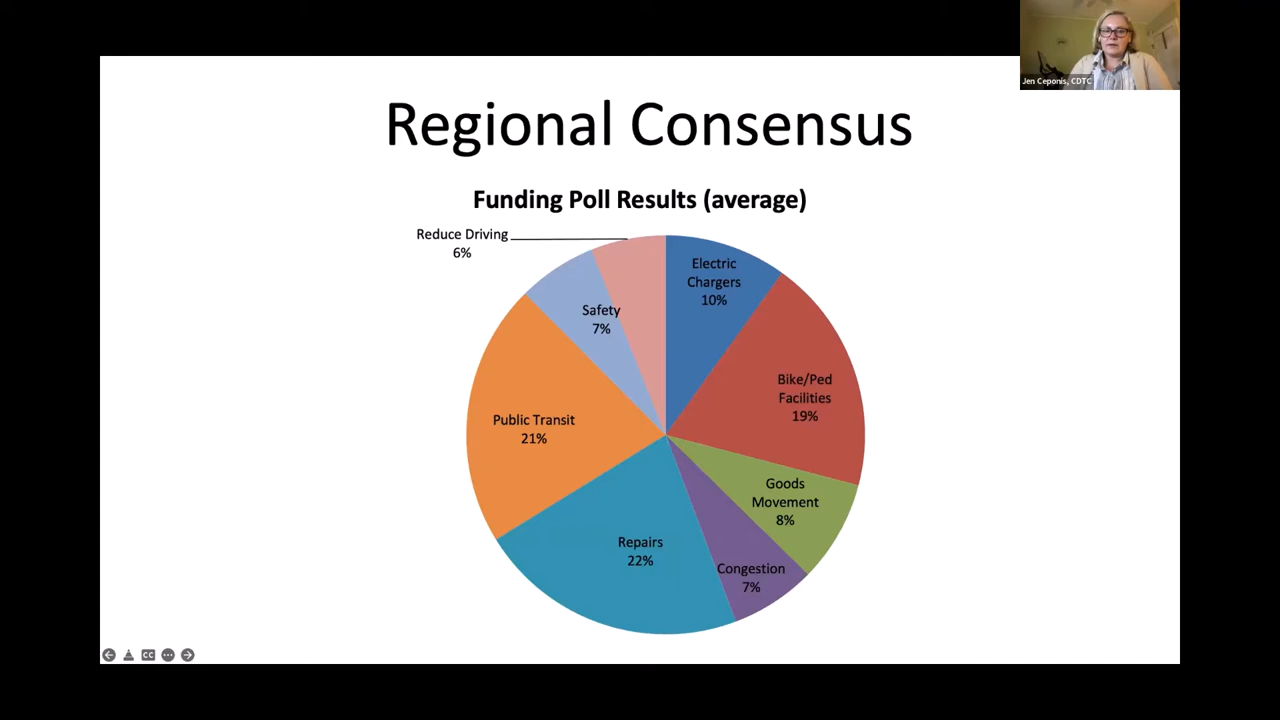 Jen Ceponis, CDTC
Regional Consensus
Funding Poll Results (average)
Reduce Driving
6%
Electric
Chargers
10%
Safety
7%
Bike/Ped
Facilities
19%
Public Transit
21%
Goods
Movement
8%
Repairs
22%
Congestion
7%
CC